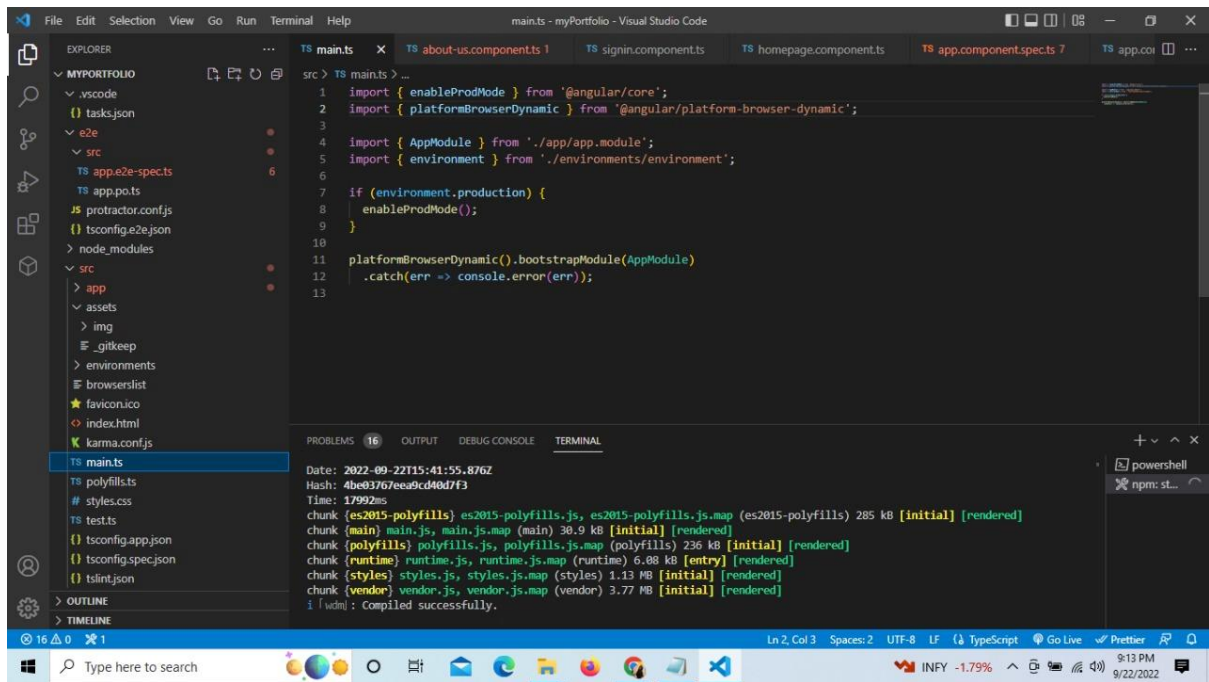 File Edit Selection View Go Run Terminal Help main.ts - myPortfolio - Visual Studio Code
EXPLORER
MYPORTFOLIO
.vscode
{} tasks.json
e2e
src
TS app.e2e-spec.ts 6
TS app.po.ts
JS protractor.conf.js
{} tsconfig.e2e.json
node_modules
src
app
assets
img
_gitkeep
environments
browserslist
favicon.ico
index.html
karma.conf.js
TS main.ts
TS polyfills.ts
# styles.css
TS test.ts
{} tsconfig.app.json
{} tsconfig.spec.json
{} tslint.json
OUTLINE
TIMELINE
TS main.ts TS about-us.component.ts 1 TS signin.component.ts TS homepage.component.ts TS app.component.spec.ts 7 TS app.co
src > TS main.ts > ...
1 import { enableProdMode } from '@angular/core';
2 import { platformBrowserDynamic } from '@angular/platform-browser-dynamic';
3
4 import { AppModule } from './app/app.module';
5 import { environment } from './environments/environment';
6
7 if (environment.production) {
8 enableProdMode();
9 }
10
11 platformBrowserDynamic().bootstrapModule(AppModule)
12 .catch(err => console.error(err));
13
PROBLEMS 16 OUTPUT DEBUG CONSOLE TERMINAL
Date: 2022-09-22T15:41:55.876Z
Hash: 4be03767eea9cd40d7f3
Time: 17992ms
chunk {es2015-polyfills} es2015-polyfills.js, es2015-polyfills.js.map (es2015-polyfills) 285 kB [initial] [rendered]
chunk {main} main.js, main.js.map (main) 30.9 kB [initial] [rendered]
chunk {polyfills} polyfills.js, polyfills.js.map (polyfills) 236 kB [initial] [rendered]
chunk {runtime} runtime.js, runtime.js.map (runtime) 6.08 kB [entry] [rendered]
chunk {styles} styles.js, styles.js.map (styles) 1.13 MB [initial] [rendered]
chunk {vendor} vendor.js, vendor.js.map (vendor) 3.77 MB [initial] [rendered]
i ｢wdm｣: Compiled successfully.
powershell
npm: st...
16 0 1 Ln 2, Col 3 Spaces: 2 UTF-8 LF {} TypeScript Go Live Prettier
Type here to search INFY -1.79% 9:13 PM
9/22/2022